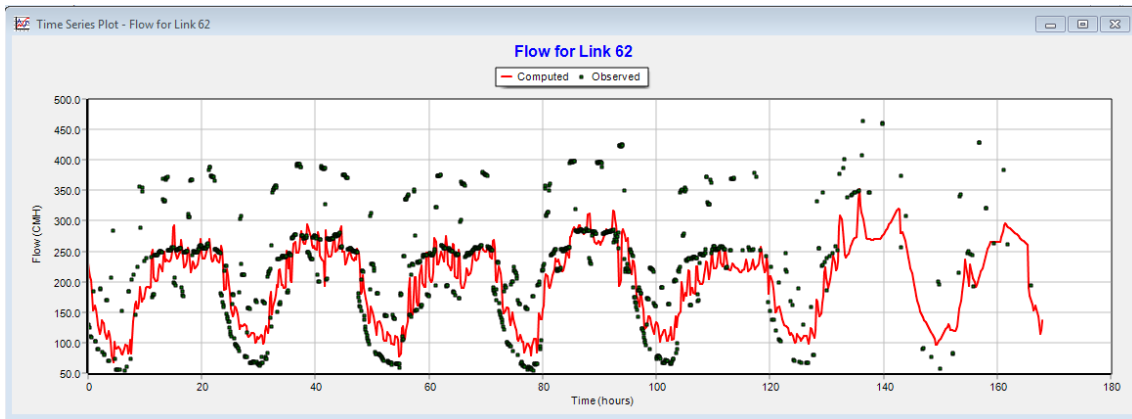 Time Series Plot - Flow for Link 62
Flow for Link 62
Computed Observed
500.0
450.0
400.0
350.0
300.0
250.0
200.0
150.0
100.0
50.0
Flow (CMH)
0 20 40 60 80 100 120 140 160 180
Time (hours)